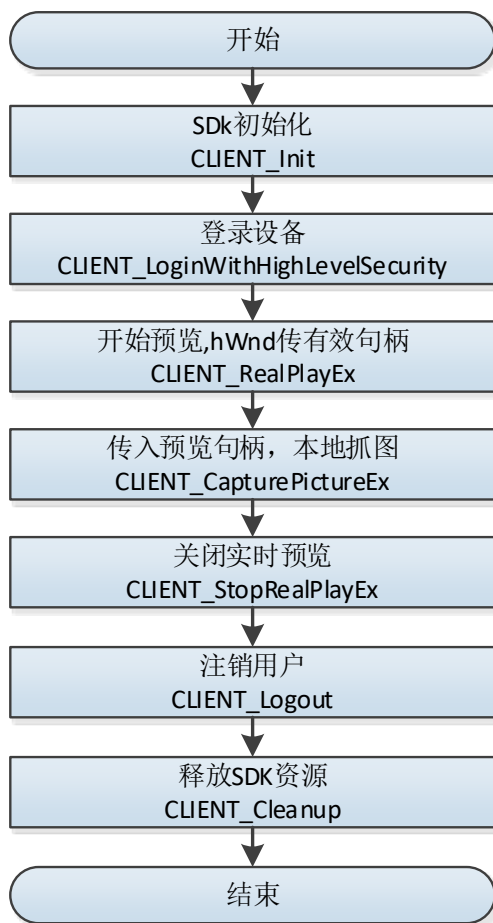 开始
SDk初始化
CLIENT_Init
登录设备
CLIENT_LoginWithHighLevelSecurity
开始预览,hWnd传有效句柄
CLIENT_RealPlayEx
传入预览句柄，本地抓图
CLIENT_CapturePictureEx
关闭实时预览
CLIENT_StopRealPlayEx
注销用户
CLIENT_Logout
释放SDK资源
CLIENT_Cleanup
结束